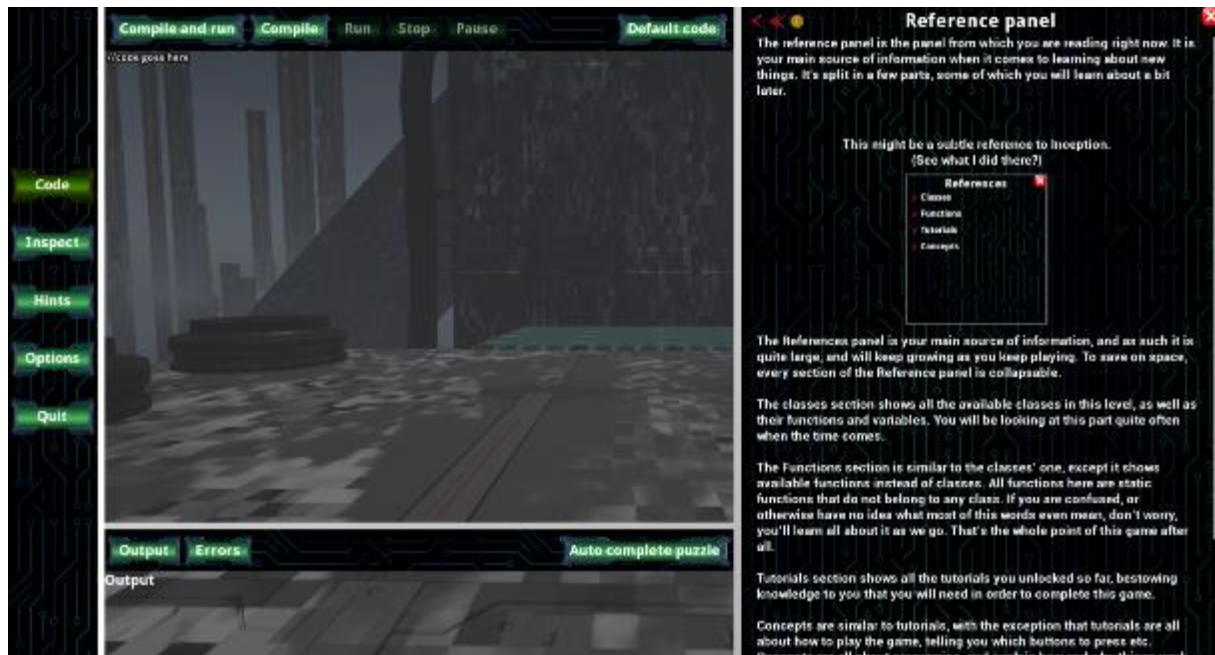 Compile and run Compile Run Stop Pause Default code
//code goes here
Code
Inspect
Hints
Options
Quit
Output Errors Auto complete puzzle
Output
Reference panel
The reference panel is the panel from which you are reading right now. It is
your main source of information when it comes to learning about new
things. It's split in a few parts, some of which you will learn about a bit
later.
This might be a subtle reference to Inception.
(See what I did there?)
References
Classes
Functions
Tutorials
Concepts
The References panel is your main source of information, and as such it is
quite large, and will keep growing as you keep playing. To save on space,
every section of the Reference panel is collapsable.
The classes section shows all the available classes in this level, as well as
their functions and variables. You will be looking at this part quite often
when the time comes.
The Functions section is similar to the classes' one, except it shows
available functions instead of classes. All functions here are static
functions that do not belong to any class. If you are confused, or
otherwise have no idea what most of this words even mean, don't worry,
you'll learn all about it as we go. That's the whole point of this game after
all.
Tutorials section shows all the tutorials you unlocked so far, bestowing
knowledge to you that you will need in order to complete this game.
Concepts are similar to tutorials, with the exception that tutorials are all
about how to play the game, telling you which buttons to press etc.